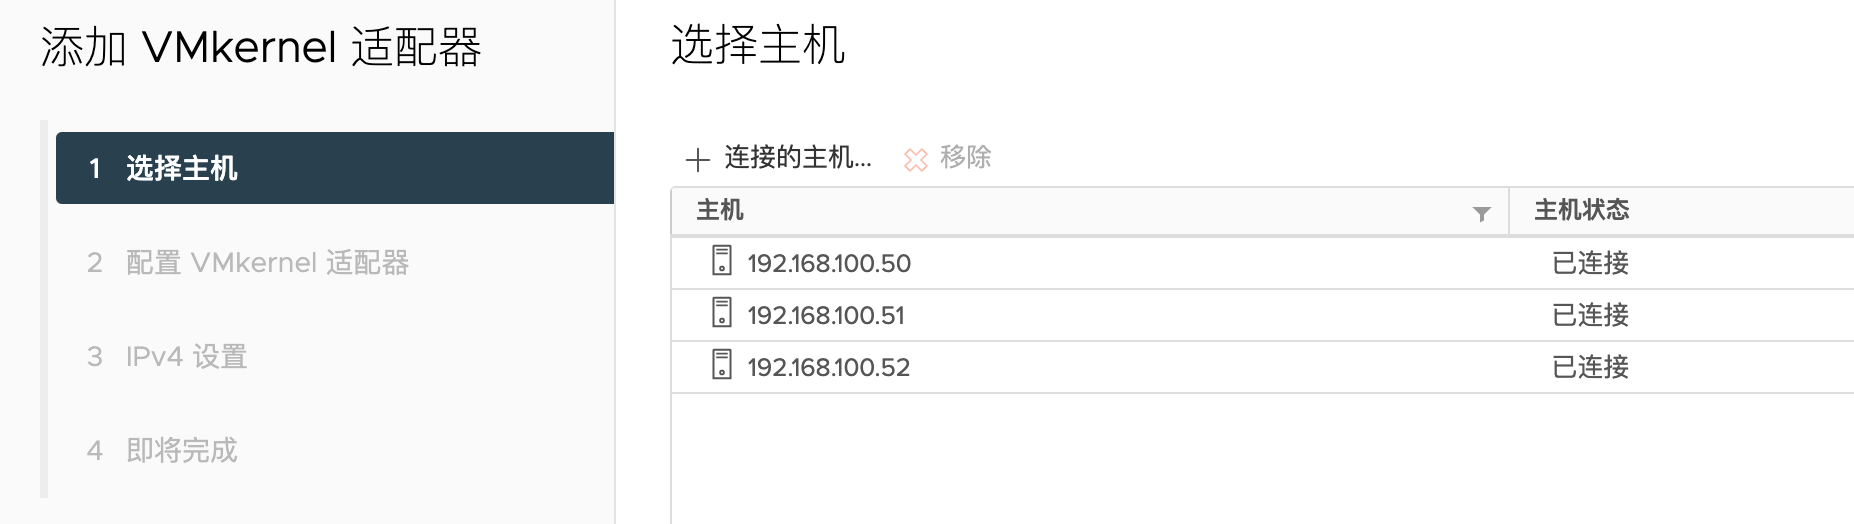 添加 VMkernel 适配器
1 选择主机
2 配置 VMkernel 适配器
3 IPv4 设置
4 即将完成
选择主机
连接的主机... 移除
主机 主机状态
192.168.100.50 已连接
192.168.100.51 已连接
192.168.100.52 已连接